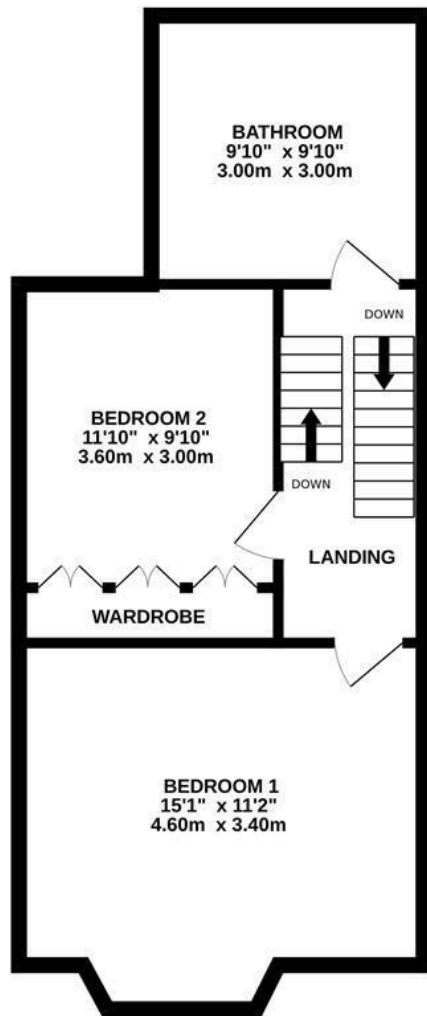 BATHROOM
9'10" x 9'10"
3.00m x 3.00m
DOWN
BEDROOM 2
11'10" x 9'10"
3.60m x 3.00m
DOWN
LANDING
WARDROBE
BEDROOM 1
15'1" x 11'2"
4.60m x 3.40m